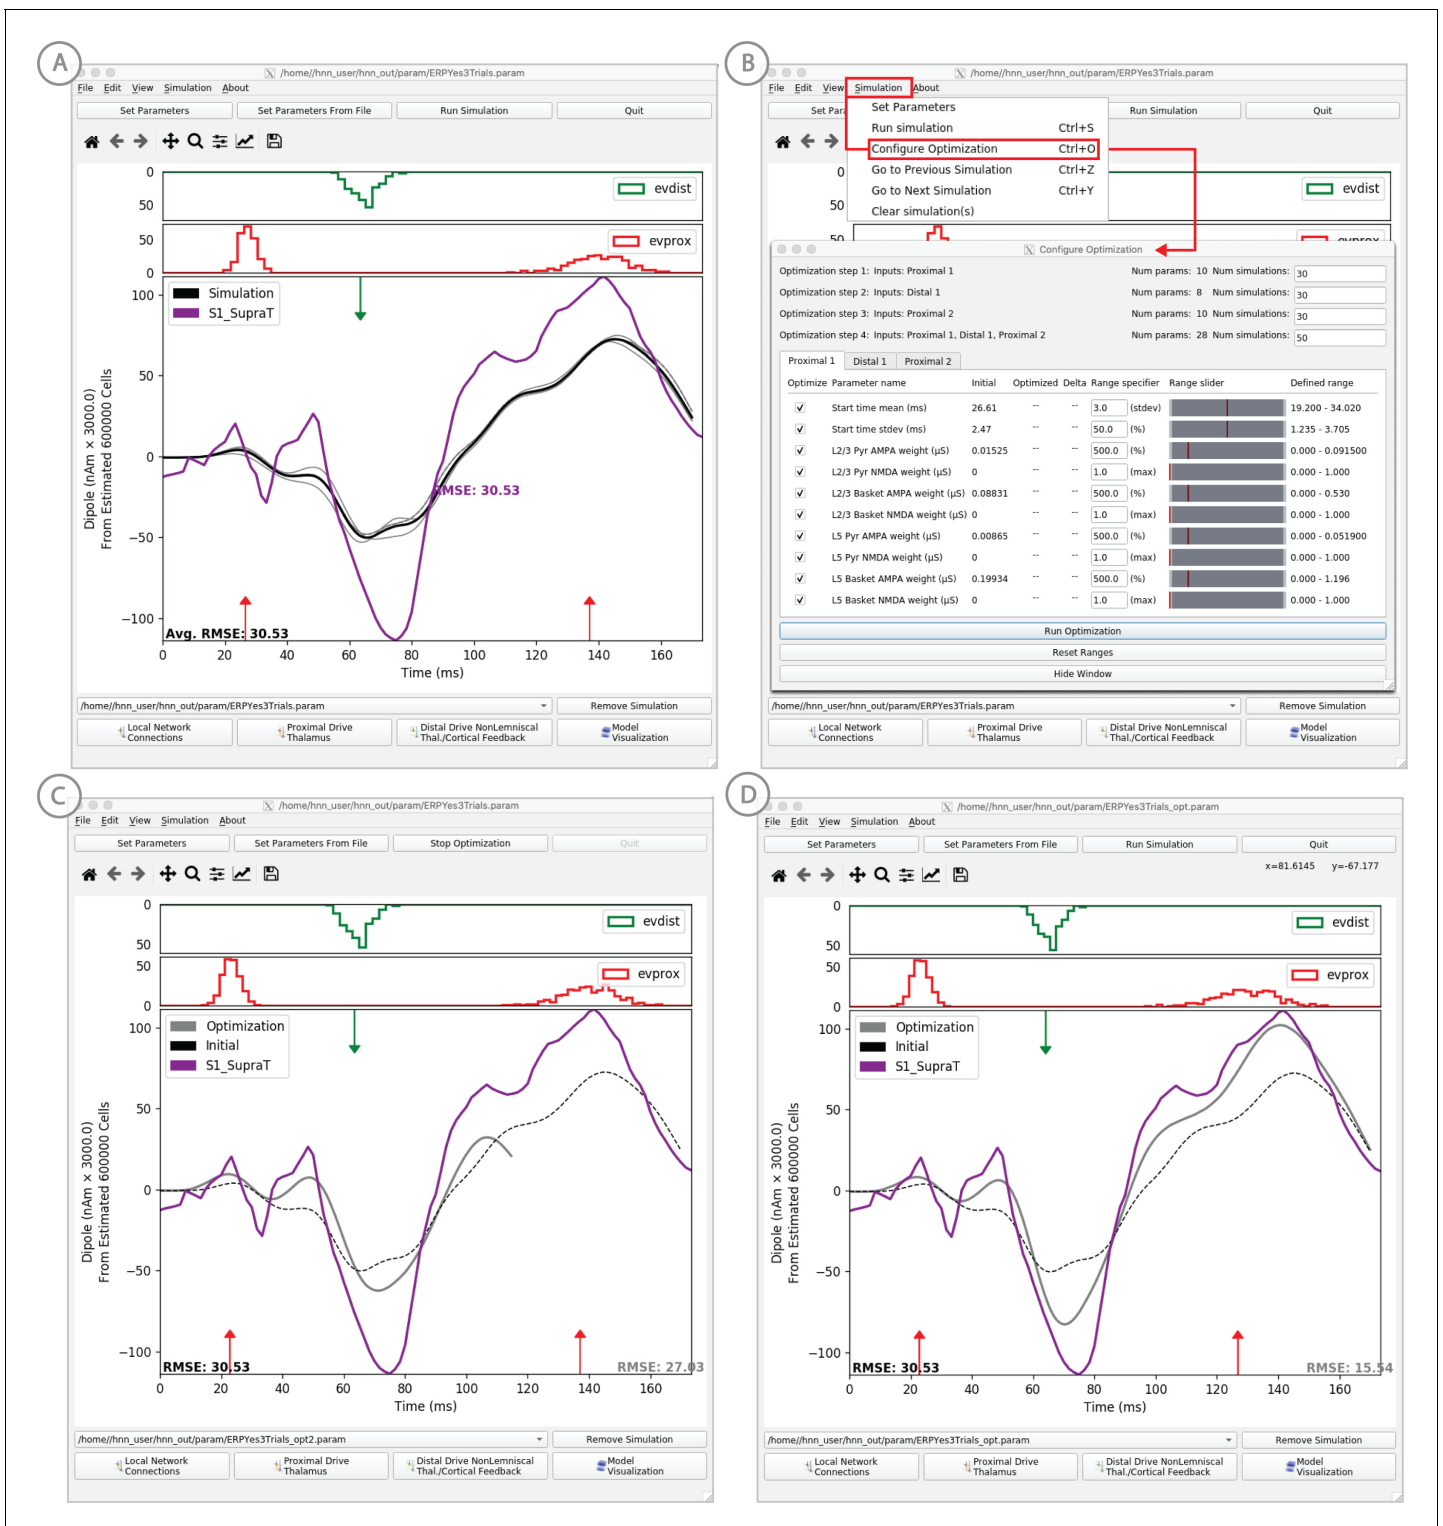 A
/home//hnn_user/hnn_out/param/ERPYes3Trials.param
File Edit View Simulation About
Set Parameters Set Parameters From File Run Simulation Quit
0
50
evdist
50
0
evprox
100
50
0
−50
−100
Simulation
S1_SupraT
RMSE: 30.53
Avg. RMSE: 30.53
Dipole (nAm × 3000.0)
From Estimated 600000 Cells
0 20 40 60 80 100 120 140 160
Time (ms)
/home//hnn_user/hnn_out/param/ERPYes3Trials.param Remove Simulation
Local Network Connections
Proximal Drive Thalamus
Distal Drive NonLemniscal Thal./Cortical Feedback
Model Visualization
B
/home//hnn_user/hnn_out/param/ERPYes3Trials.param
File Edit View Simulation About
Set Para Run Simulation Quit
Set Parameters
Run simulation Ctrl+S
Configure Optimization Ctrl+O
Go to Previous Simulation Ctrl+Z
Go to Next Simulation Ctrl+Y
Clear simulation(s)
0
50
evdist
50
evprox
Configure Optimization
Optimization step 1: Inputs: Proximal 1 Num params: 10 Num simulations: 30
Optimization step 2: Inputs: Distal 1 Num params: 8 Num simulations: 30
Optimization step 3: Inputs: Proximal 2 Num params: 10 Num simulations: 30
Optimization step 4: Inputs: Proximal 1, Distal 1, Proximal 2 Num params: 28 Num simulations: 50
Proximal 1 Distal 1 Proximal 2
Optimize Parameter name Initial Optimized Delta Range specifier Range slider Defined range
Start time mean (ms) 26.61 -- -- 3.0 (stdev) 19.200 - 34.020
Start time stdev (ms) 2.47 -- -- 50.0 (%) 1.235 - 3.705
L2/3 Pyr AMPA weight (µS) 0.01525 -- -- 500.0 (%) 0.000 - 0.091500
L2/3 Pyr NMDA weight (µS) 0 -- -- 1.0 (max) 0.000 - 1.000
L2/3 Basket AMPA weight (µS) 0.08831 -- -- 500.0 (%) 0.000 - 0.530
L2/3 Basket NMDA weight (µS) 0 -- -- 1.0 (max) 0.000 - 1.000
L5 Pyr AMPA weight (µS) 0.00865 -- -- 500.0 (%) 0.000 - 0.051900
L5 Pyr NMDA weight (µS) 0 -- -- 1.0 (max) 0.000 - 1.000
L5 Basket AMPA weight (µS) 0.19934 -- -- 500.0 (%) 0.000 - 1.196
L5 Basket NMDA weight (µS) 0 -- -- 1.0 (max) 0.000 - 1.000
Run Optimization
Reset Ranges
Hide Window
/home//hnn_user/hnn_out/param/ERPYes3Trials.param Remove Simulation
Local Network Connections
Proximal Drive Thalamus
Distal Drive NonLemniscal Thal./Cortical Feedback
Model Visualization
C
/home/hnn_user/hnn_out/param/ERPYes3Trials.param
File Edit View Simulation About
Set Parameters Set Parameters From File Stop Optimization Quit
0
50
evdist
50
0
evprox
100
50
0
−50
−100
Optimization
Initial
S1_SupraT
RMSE: 30.53 RMSE: 27.03
Dipole (nAm × 3000.0)
From Estimated 600000 Cells
0 20 40 60 80 100 120 140 160
Time (ms)
/home//hnn_user/hnn_out/param/ERPYes3Trials_opt2.param Remove Simulation
Local Network Connections
Proximal Drive Thalamus
Distal Drive NonLemniscal Thal./Cortical Feedback
Model Visualization
D
/home//hnn_user/hnn_out/param/ERPYes3Trials_opt.param
File Edit View Simulation About
Set Parameters Set Parameters From File Run Simulation Quit
x=81.6145 y=-67.177
0
50
evdist
50
0
evprox
100
50
0
−50
−100
Optimization
Initial
S1_SupraT
RMSE: 30.53 RMSE: 15.54
Dipole (nAm × 3000.0)
From Estimated 600000 Cells
0 20 40 60 80 100 120 140 160
Time (ms)
/home//hnn_user/hnn_out/param/ERPYes3Trials_opt.param Remove Simulation
Local Network Connections
Proximal Drive Thalamus
Distal Drive NonLemniscal Thal./Cortical Feedback
Model Visualization